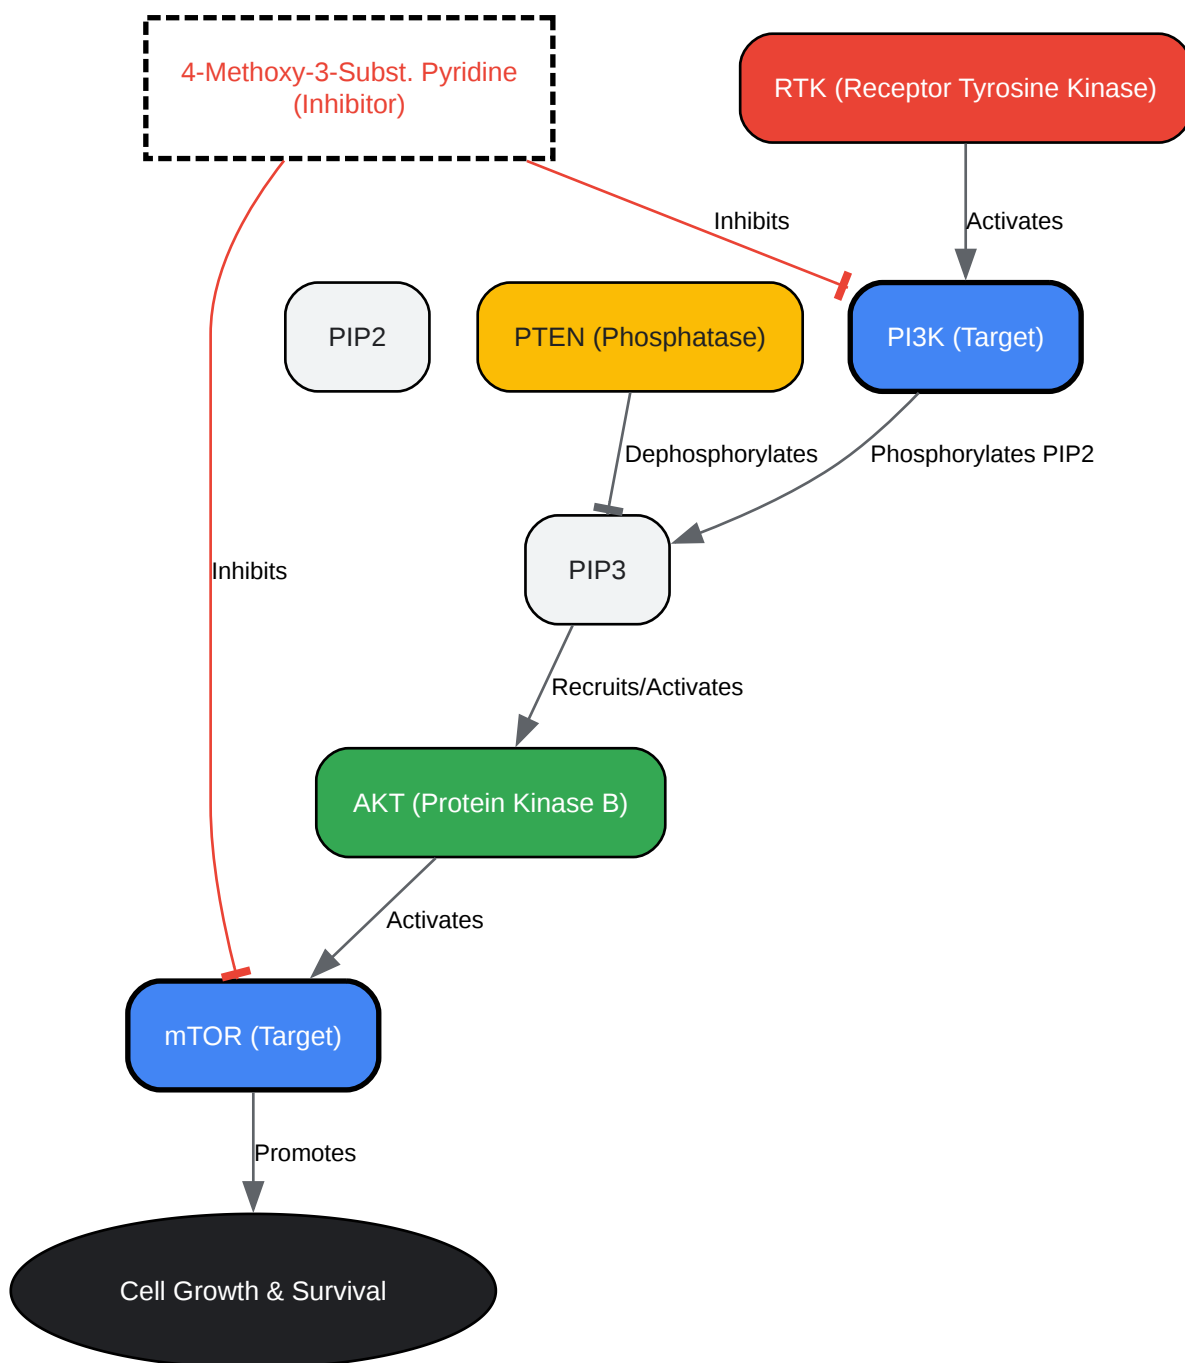 4-Methoxy-3-Subst. Pyridine
(Inhibitor)
RTK (Receptor Tyrosine Kinase)
Inhibits
Activates
PIP2
PTEN (Phosphatase)
PI3K (Target)
Dephosphorylates
Phosphorylates PIP2
Inhibits
PIP3
Recruits/Activates
AKT (Protein Kinase B)
Activates
mTOR (Target)
Promotes
Cell Growth & Survival